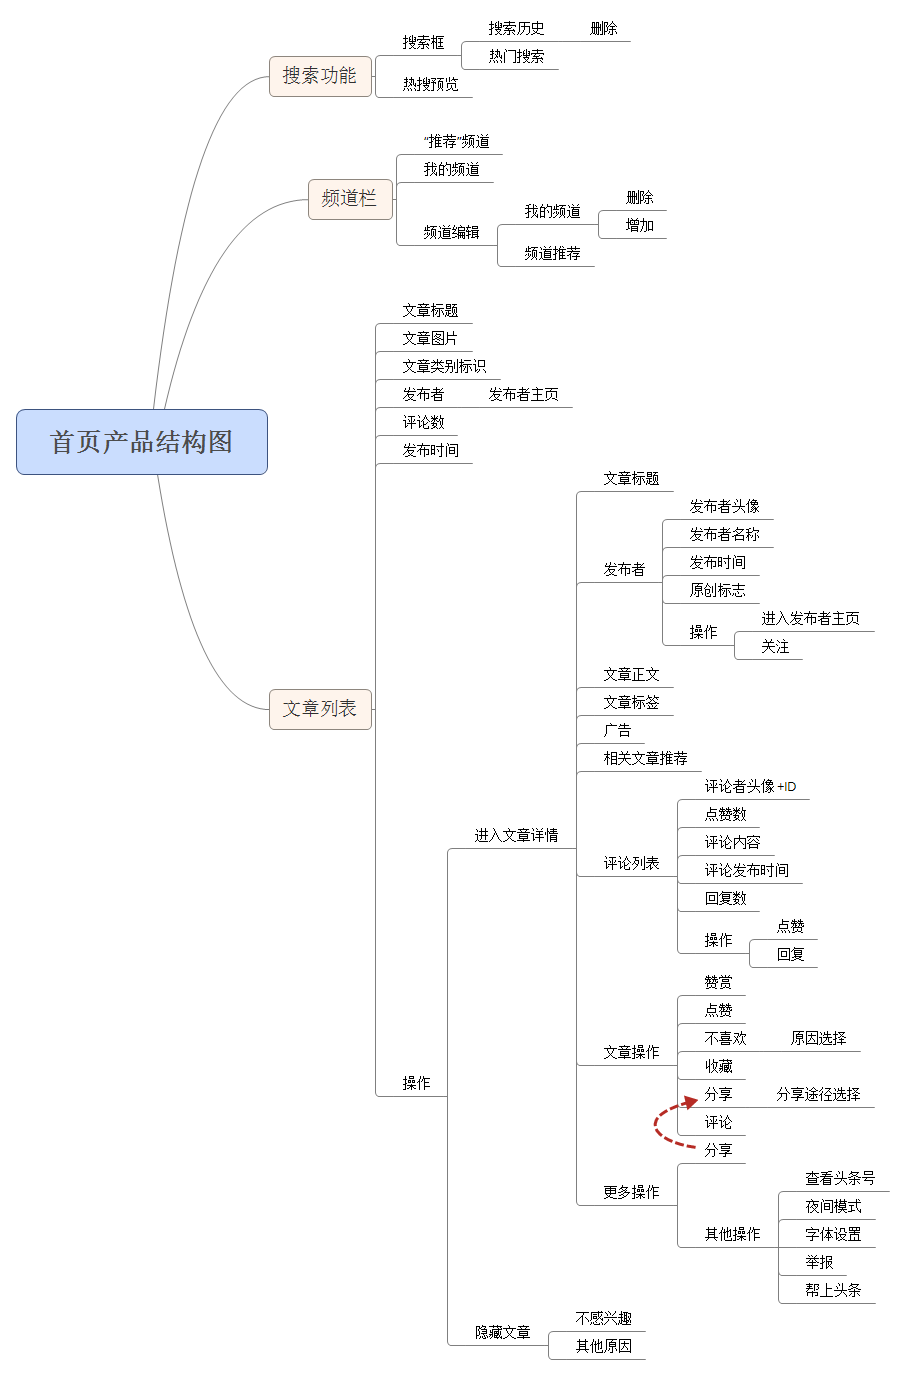 首页产品结构图
搜索功能
搜索框
搜索历史
删除
热门搜索
热搜预览
频道栏
“推荐”频道
我的频道
频道编辑
我的频道
删除
增加
频道推荐
文章列表
文章标题
文章图片
文章类别标识
发布者
发布者主页
评论数
发布时间
操作
进入文章详情
文章标题
发布者
发布者头像
发布者名称
发布时间
原创标志
操作
进入发布者主页
关注
文章正文
文章标签
广告
相关文章推荐
评论列表
评论者头像+ID
点赞数
评论内容
评论发布时间
回复数
操作
点赞
回复
文章操作
赞赏
点赞
不喜欢
原因选择
收藏
分享
分享途径选择
评论
更多操作
分享
其他操作
查看头条号
夜间模式
字体设置
举报
帮上头条
隐藏文章
不感兴趣
其他原因